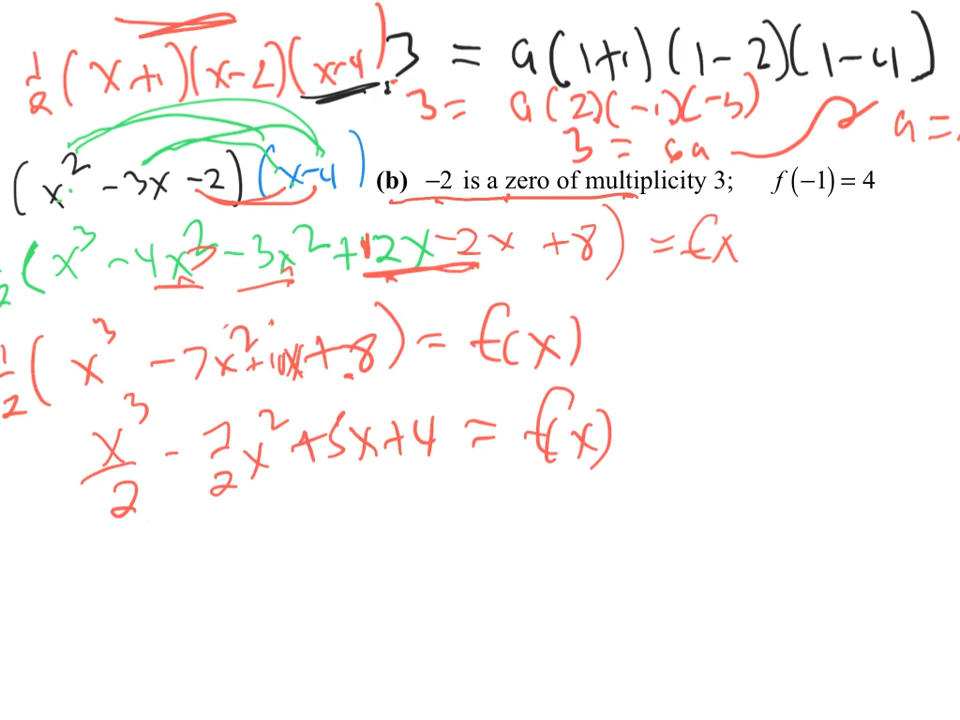 1/2 (x+1)(x-2)(x-4) 3 = a(1+1)(1-2)(1-4)
3 = a(2)(-1)(-3)
3 = 6a a =
(x² - 3x - 2)(x-4) (b) −2 is a zero of multiplicity 3; f(−1) = 4
2 (x³ - 4x² - 3x² + 12x - 2x + 8) = fx
1/2 (x³ - 7x² + 10x + 8) = f(x)
x³/2 - 7/2 x² + 5x + 4 = f(x)